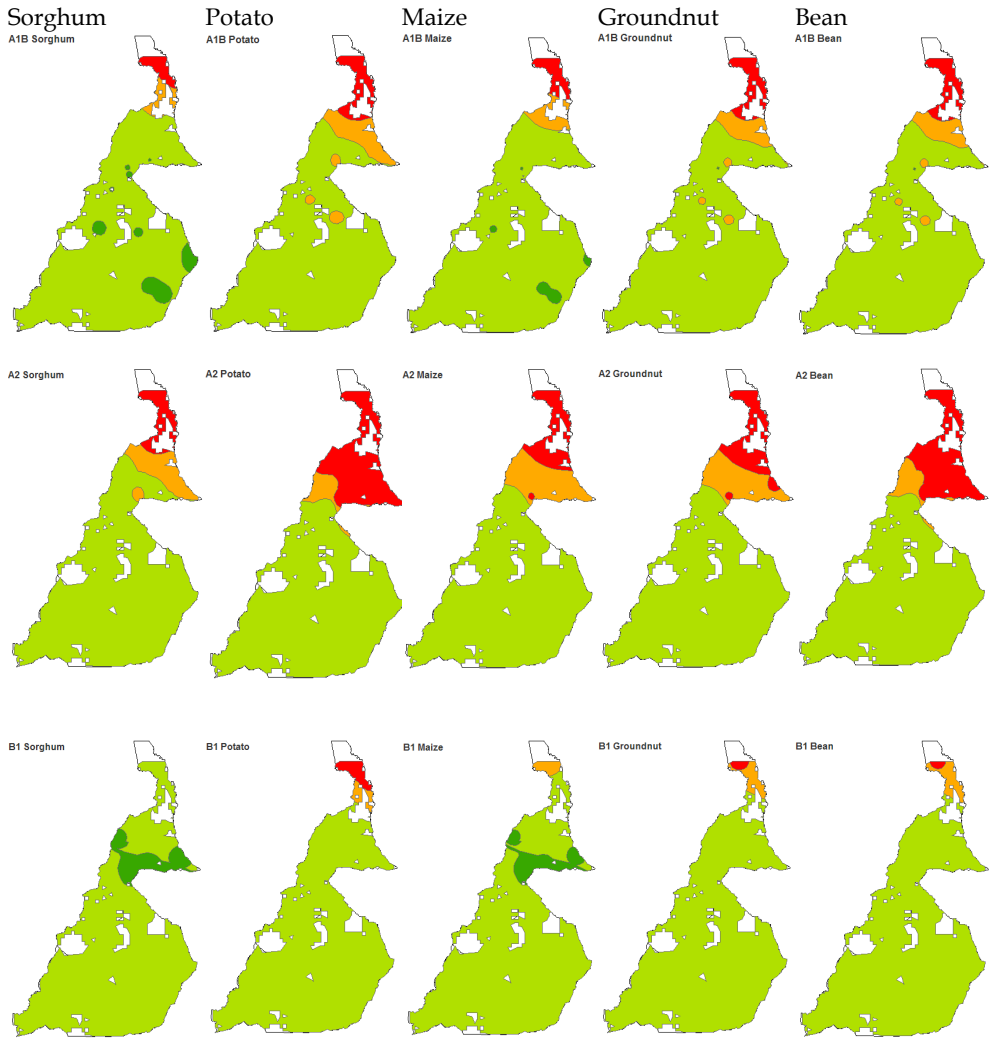 Sorghum Potato Maize Groundnut Bean
A1B Sorghum A1B Potato A1B Maize A1B Groundnut A1B Bean
A2 Sorghum A2 Potato A2 Maize A2 Groundnut A2 Bean
B1 Sorghum B1 Potato B1 Maize B1 Groundnut B1 Bean